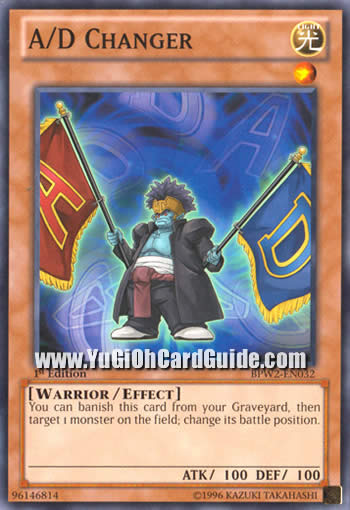 A/D CHANGER
LIGHT
光
A
D
www.YuGiOhCardGuide.com
1st Edition
BPW2-EN032
[WARRIOR/EFFECT]
You can banish this card from your Graveyard, then
target 1 monster on the field; change its battle position.
ATK/ 100 DEF/ 100
96146814
©1996 KAZUKI TAKAHASHI